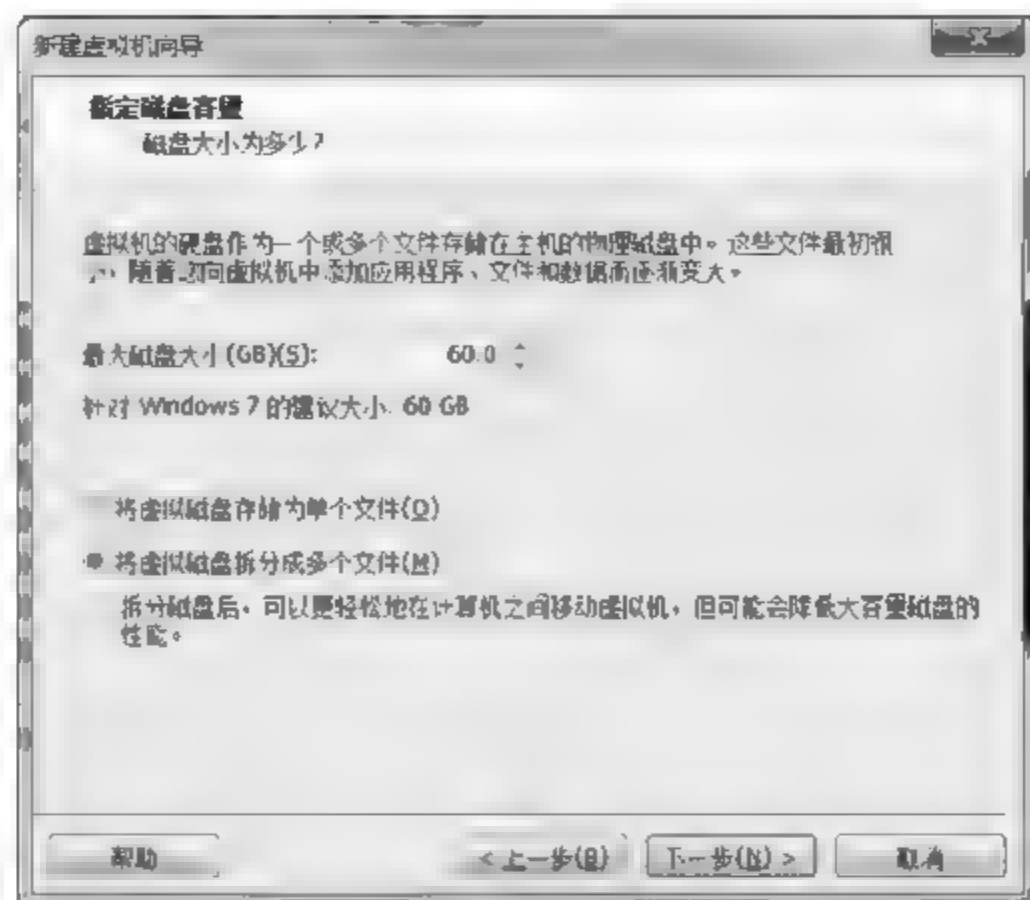 新建虚拟机向导
指定磁盘容量
磁盘大小为多少?
虚拟机的硬盘作为一个或多个文件存储在主机的物理磁盘中。这些文件最初很
小，随着您向虚拟机中添加应用程序、文件和数据而逐渐变大。
最大磁盘大小(GB)(S): 60.0
针对 Windows 7 的建议大小: 60 GB
将虚拟磁盘存储为单个文件(O)
将虚拟磁盘拆分成多个文件(M)
拆分磁盘后，可以更轻松地在计算机之间移动虚拟机，但可能会降低大容量磁盘的
性能。
帮助 < 上一步(B) 下一步(N) > 取消